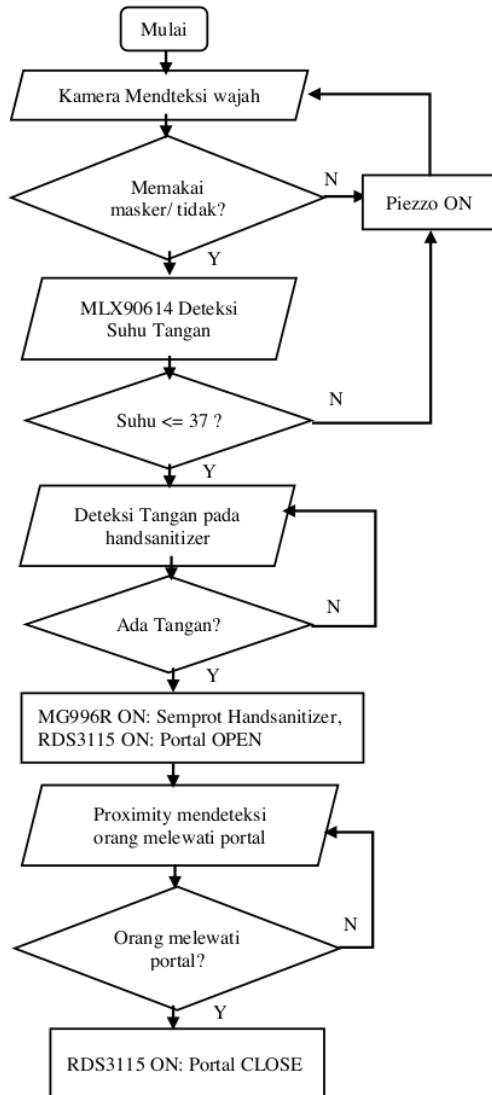 Mulai
Kamera Mendteksi wajah
Memakai
masker/ tidak?
N
Piezzo ON
Y
MLX90614 Deteksi
Suhu Tangan
Suhu <= 37 ?
N
Y
Deteksi Tangan pada
handsanitizer
Ada Tangan?
N
Y
MG996R ON: Semprot Handsanitizer,
RDS3115 ON: Portal OPEN
Proximity mendeteksi
orang melewati portal
Orang melewati
portal?
N
Y
RDS3115 ON: Portal CLOSE